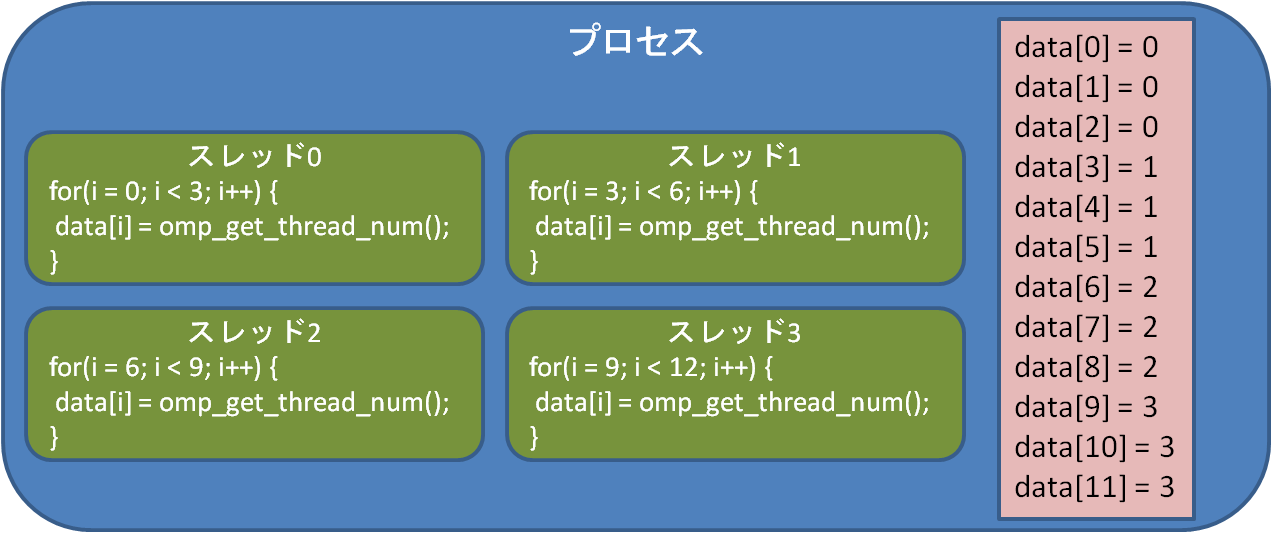 プロセス
スレッド0
for(i = 0; i < 3; i++) {
data[i] = omp_get_thread_num();
}
スレッド1
for(i = 3; i < 6; i++) {
data[i] = omp_get_thread_num();
}
スレッド2
for(i = 6; i < 9; i++) {
data[i] = omp_get_thread_num();
}
スレッド3
for(i = 9; i < 12; i++) {
data[i] = omp_get_thread_num();
}
data[0] = 0
data[1] = 0
data[2] = 0
data[3] = 1
data[4] = 1
data[5] = 1
data[6] = 2
data[7] = 2
data[8] = 2
data[9] = 3
data[10] = 3
data[11] = 3